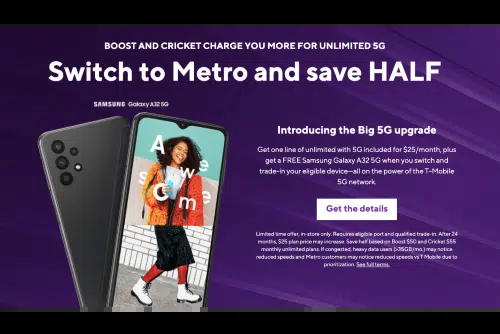 BOOST AND CRICKET CHARGE YOU MORE FOR UNLIMITED 5G
Switch to Metro and save HALF
SAMSUNG Galaxy A32 5G
Awe
some
Introducing the Big 5G upgrade
Get one line of unlimited with 5G included for $25/month, plus
get a FREE Samsung Galaxy A32 5G when you switch and
trade-in your eligible device—all on the power of the T-Mobile
5G network.
Get the details
Limited time offer, in-store only. Requires eligible port and qualified trade-in. After 24
months, $25 plan price may increase. Save half based on Boost $50 and Cricket $55
monthly unlimited plans. If congested, heavy data users (>35GB/mo.) may notice
reduced speeds and Metro customers may notice reduced speeds vs T-Mobile due to
prioritization. See full terms.